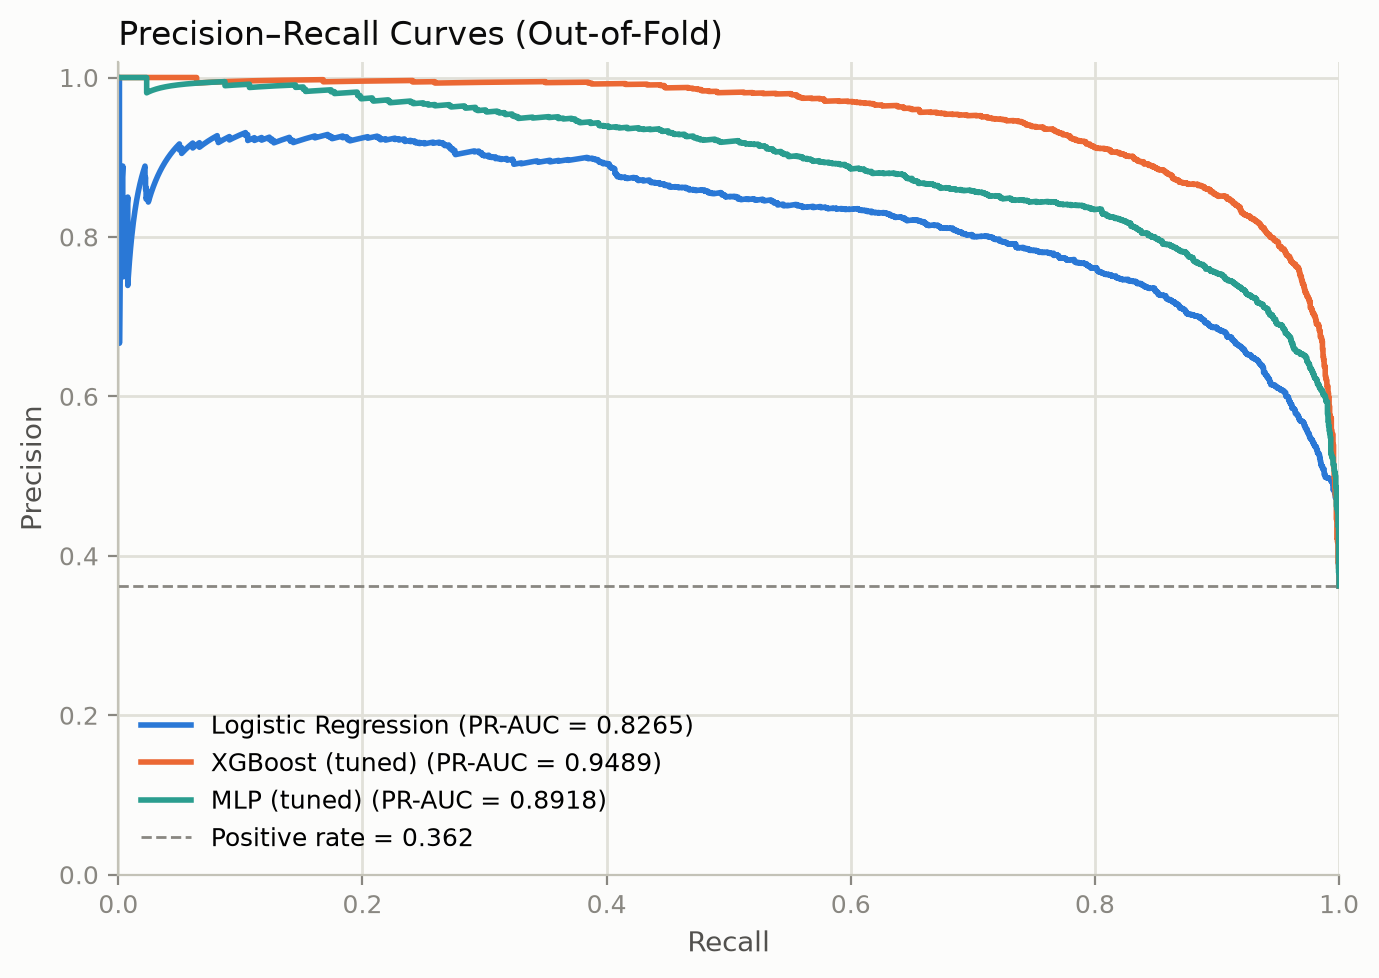 Precision–Recall Curves (Out-of-Fold)
1.0
0.8
0.6
0.4
0.2
0.0
Precision
Logistic Regression (PR-AUC = 0.8265)
XGBoost (tuned) (PR-AUC = 0.9489)
MLP (tuned) (PR-AUC = 0.8918)
Positive rate = 0.362
0.0 0.2 0.4 0.6 0.8 1.0
Recall